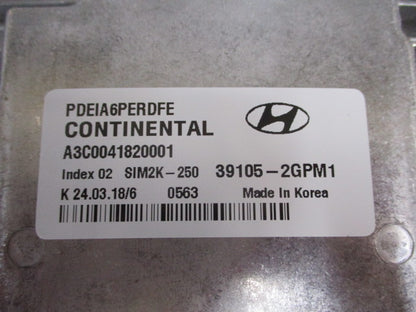 PDEIA6PERDFE
CONTINENTAL
A3C0041820001
Index 02 SIM2K-250 39105-2GPM1
K 24.03.18/6 0563 Made In Korea